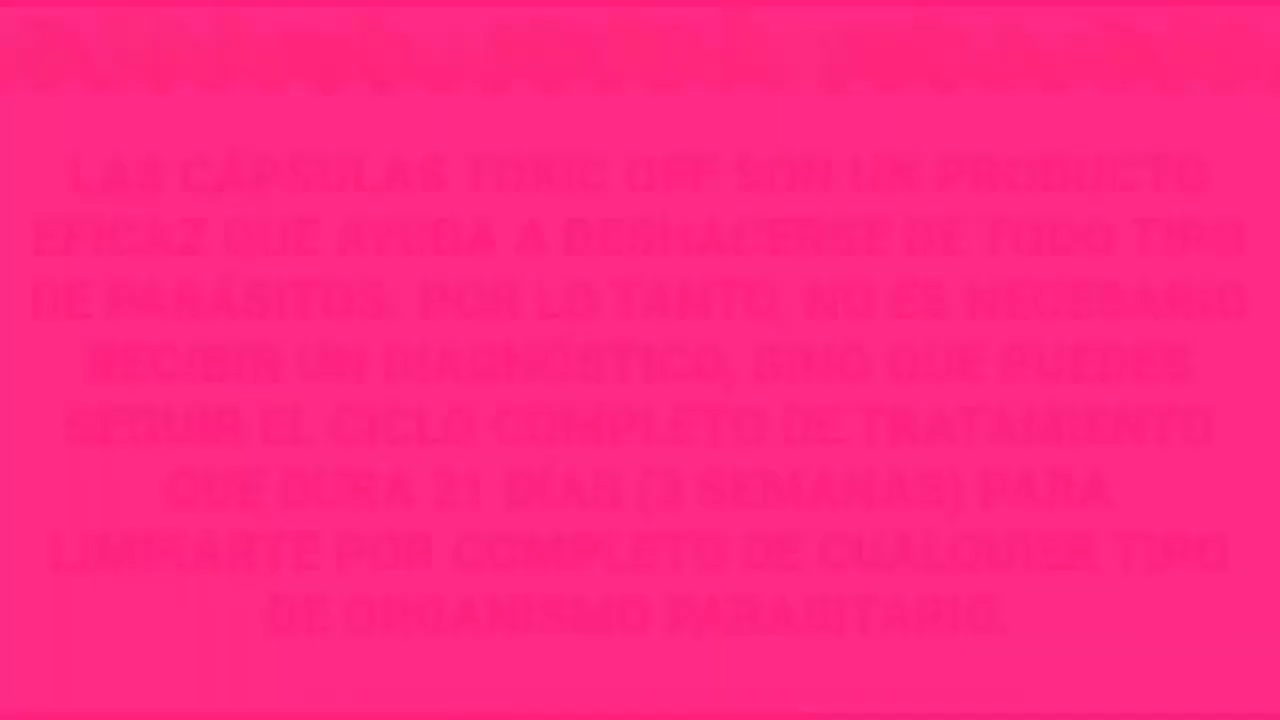 LAS CÁPSULAS TOXIC OFF SON UN PRODUCTO
EFICAZ QUE AYUDA A DESHACERSE DE TODO TIPO
DE PARÁSITOS. POR LO TANTO, NO ES NECESARIO
RECIBIR UN DIAGNÓSTICO, SINO QUE PUEDES
SEGUIR EL CICLO COMPLETO DE TRATAMIENTO
QUE DURA 21 DÍAS (3 SEMANAS) PARA
LIMPIARTE POR COMPLETO DE CUALQUIER TIPO
DE ORGANISMO PARASITARIO.